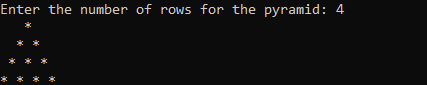 Enter the number of rows for the pyramid: 4
   *
  * *
 * * *
* * * *